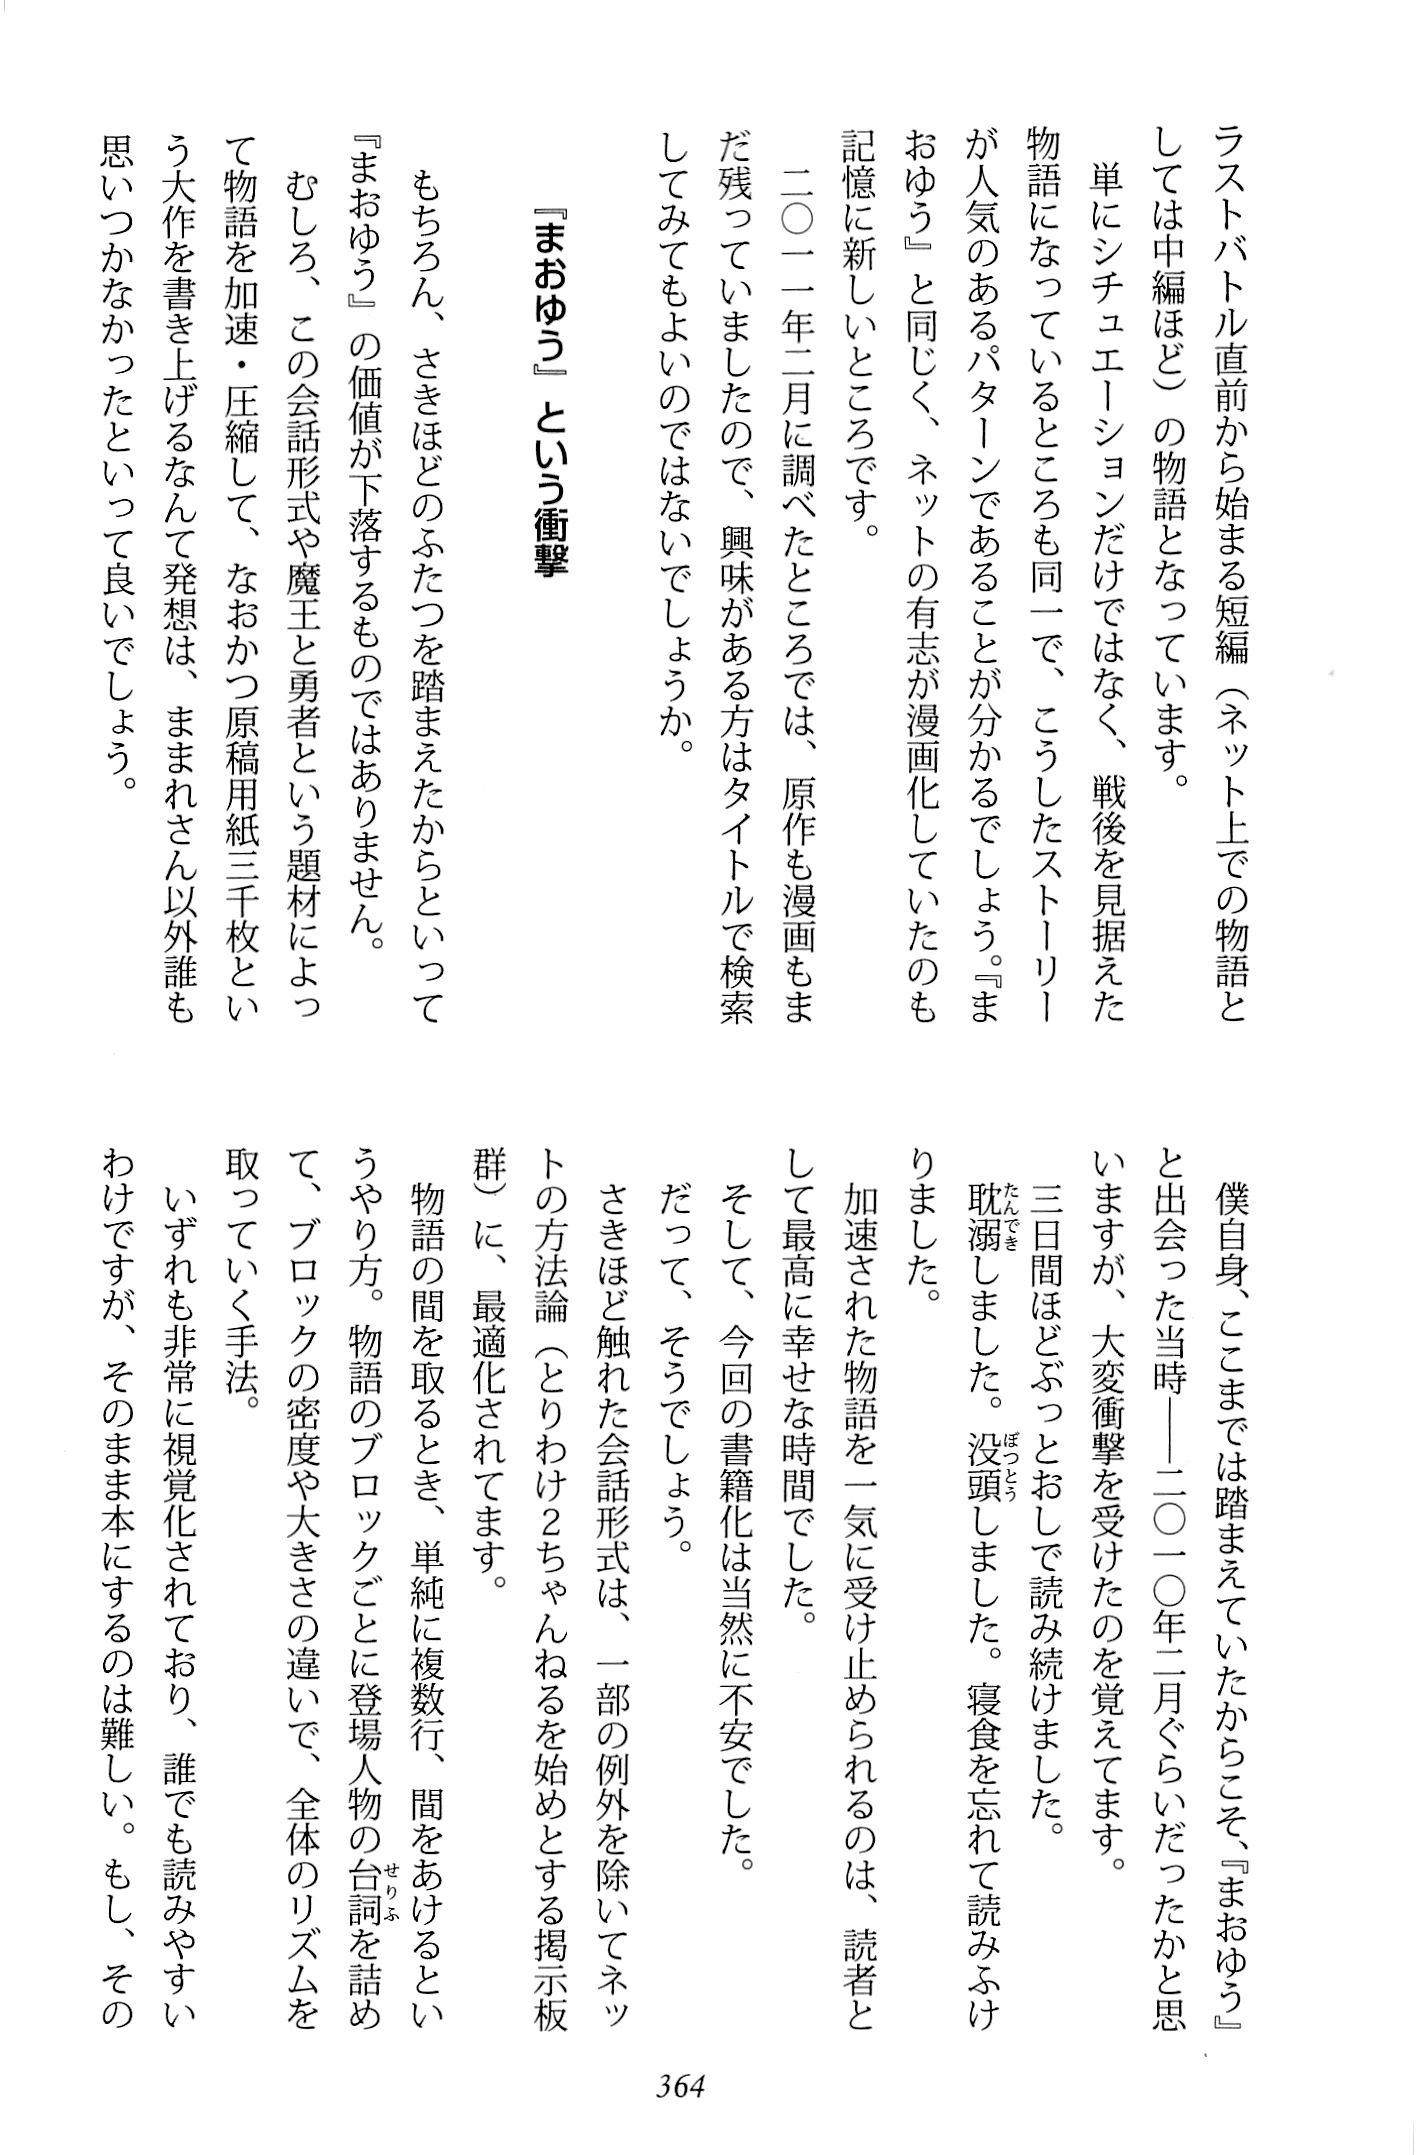 ラストバトル直前から始まる短編（ネット上での物語と
しては中編ほど）の物語となっています。
単にシチュエーションだけではなく、戦後を見据えた
物語になっているところも同一で、こうしたストーリー
が人気のあるパターンであることが分かるでしょう。『ま
おゆう』と同じく、ネットの有志が漫画化していたのも
記憶に新しいところです。
二〇一一年二月に調べたところでは、原作も漫画もま
だ残っていましたので、興味がある方はタイトルで検索
してみてもよいのではないでしょうか。
『まおゆう』という衝撃
もちろん、さきほどのふたつを踏まえたからといって
『まおゆう』の価値が下落するものではありません。
むしろ、この会話形式や魔王と勇者という題材によっ
て物語を加速・圧縮して、なおかつ原稿用紙三千枚とい
う大作を書き上げるなんて発想は、ままれさん以外誰も
思いつかなかったといって良いでしょう。
僕自身、ここまでは踏まえていたからこそ、『まおゆう』
と出会った当時――二〇一〇年二月ぐらいだったかと思
いますが、大変衝撃を受けたのを覚えてます。
三日間ほどぶっとおしで読み続けました。
耽溺たんできしました。没頭ぼっとうしました。寝食を忘れて読みふけ
りました。
加速された物語を一気に受け止められるのは、読者と
して最高に幸せな時間でした。
そして、今回の書籍化は当然に不安でした。
だって、そうでしょう。
さきほど触れた会話形式は、一部の例外を除いてネッ
トの方法論（とりわけ２ちゃんねるを始めとする掲示板
群）に、最適化されてます。
物語の間を取るとき、単純に複数行、間をあけるとい
うやり方。物語のブロックごとに登場人物の台詞せりふを詰め
て、ブロックの密度や大きさの違いで、全体のリズムを
取っていく手法。
いずれも非常に視覚化されており、誰でも読みやすい
わけですが、そのまま本にするのは難しい。もし、その
364